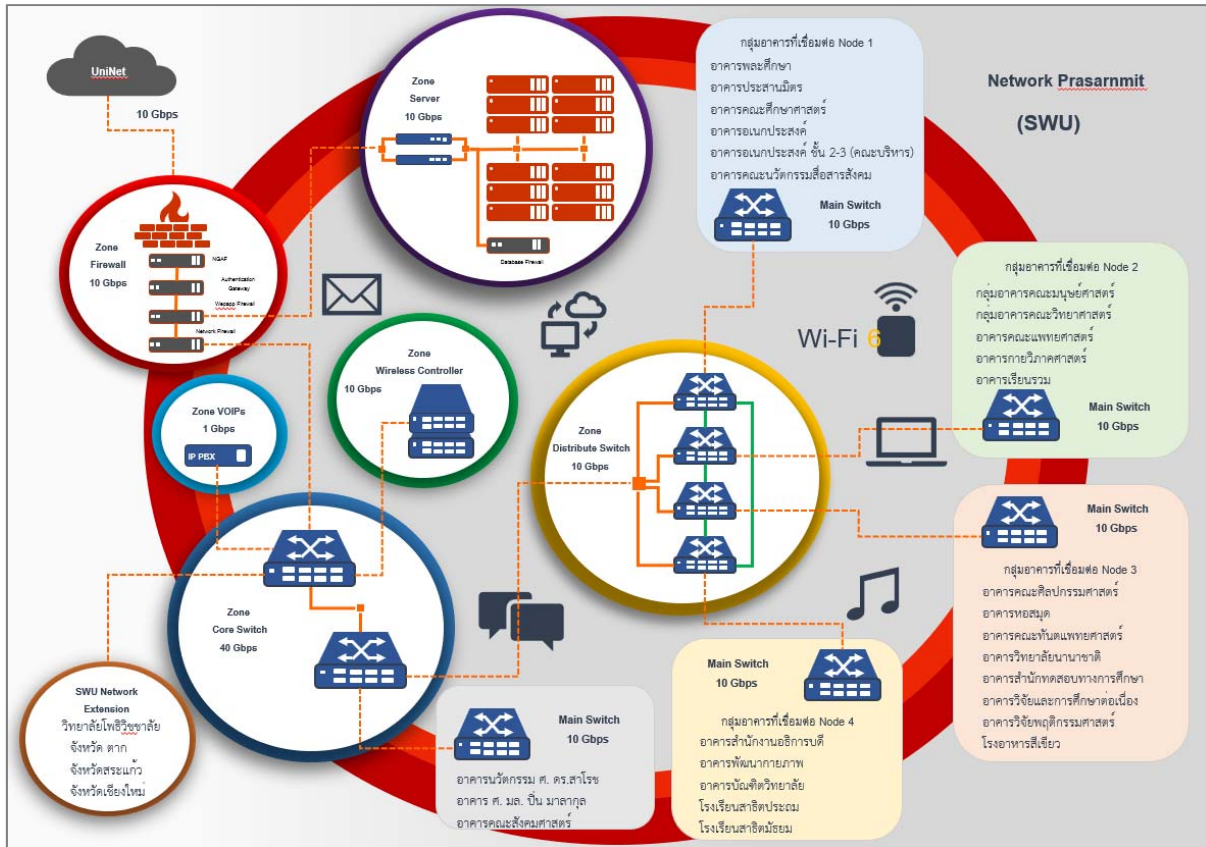 UniNet
10 Gbps
Zone
Server
10 Gbps
Database Firewall
Zone
Firewall
10 Gbps
NGAF
Authentication
Gateway
Webapp Firewall
Network Firewall
Zone VOIPs
1 Gbps
IP PBX
Zone
Wireless Controller
10 Gbps
Zone
Core Switch
40 Gbps
SWU Network
Extension
วิทยาลัยโพธิวิชชาลัย
จังหวัด ตาก
จังหวัดสระแก้ว
จังหวัดเชียงใหม่
Zone
Distribute Switch
10 Gbps
Wi-Fi 6
Network Prasarnmit
(SWU)
กลุ่มอาคารที่เชื่อมต่อ Node 1
อาคารพละศึกษา
อาคารประสานมิตร
อาคารคณะศึกษาศาสตร์
อาคารอเนกประสงค์
อาคารอเนกประสงค์ ชั้น 2-3 (คณะบริหาร)
อาคารคณะนวัตกรรมสื่อสารสังคม
Main Switch
10 Gbps
กลุ่มอาคารที่เชื่อมต่อ Node 2
กลุ่มอาคารคณะมนุษย์ศาสตร์
กลุ่มอาคารคณะวิทยาศาสตร์
อาคารคณะแพทยศาสตร์
อาคารกายวิภาคศาสตร์
อาคารเรียนรวม
Main Switch
10 Gbps
Main Switch
10 Gbps
กลุ่มอาคารที่เชื่อมต่อ Node 3
อาคารคณะศิลปกรรมศาสตร์
อาคารหอสมุด
อาคารคณะทันตแพทยศาสตร์
อาคารวิทยาลัยนานาชาติ
อาคารสำนักทดสอบทางการศึกษา
อาคารวิจัยและการศึกษาต่อเนื่อง
อาคารวิจัยพฤติกรรมศาสตร์
โรงอาหารสีเขียว
Main Switch
10 Gbps
กลุ่มอาคารที่เชื่อมต่อ Node 4
อาคารสำนักงานอธิการบดี
อาคารพัฒนากายภาพ
อาคารบัณฑิตวิทยาลัย
โรงเรียนสาธิตประถม
โรงเรียนสาธิตมัธยม
Main Switch
10 Gbps
อาคารนวัตกรรม ศ. ดร.สาโรช
อาคาร ศ. มล. ปิ่น มาลากุล
อาคารคณะสังคมศาสตร์